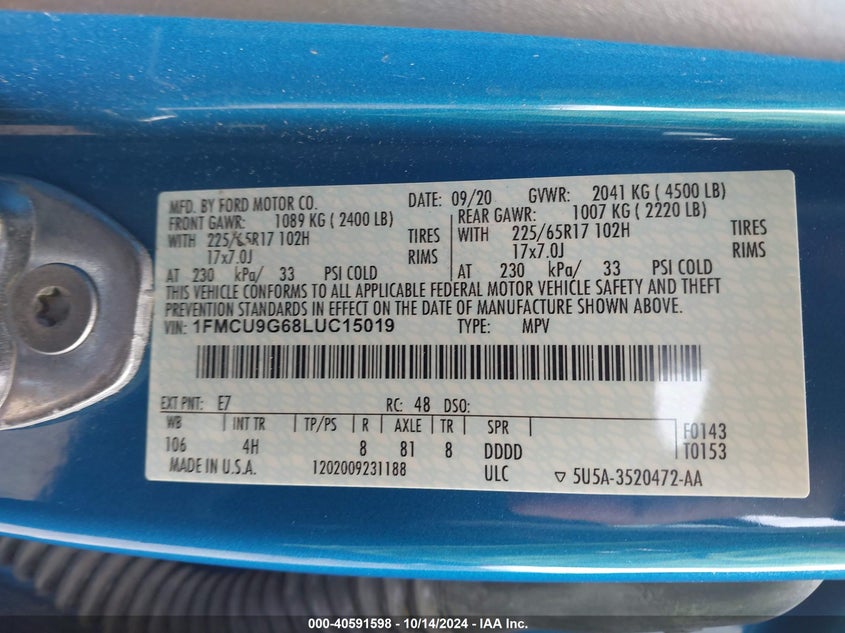 MFD. BY FORD MOTOR CO. DATE: 09/20 GVWR: 2041 KG ( 4500 LB)
FRONT GAWR: 1089 KG ( 2400 LB) REAR GAWR: 1007 KG ( 2220 LB)
WITH 225/65R17 102H TIRES WITH 225/65R17 102H TIRES
17x7.0J RIMS 17x7.0J RIMS
AT 230 kPa/ 33 PSI COLD AT 230 kPa/ 33 PSI COLD
THIS VEHICLE CONFORMS TO ALL APPLICABLE FEDERAL MOTOR VEHICLE SAFETY AND THEFT
PREVENTION STANDARDS IN EFFECT ON THE DATE OF MANUFACTURE SHOWN ABOVE.
VIN: 1FMCU9G68LUC15019 TYPE: MPV
EXT PNT: E7 RC: 48 DSO:
WB INT TR TP/PS R AXLE TR SPR
106 4H 8 81 8 DDDD
F0143
T0153
MADE IN U.S.A. 1202009231188 ULC ▽ 5U5A-3520472-AA
000-40591598 - 10/14/2024 - IAA Inc.